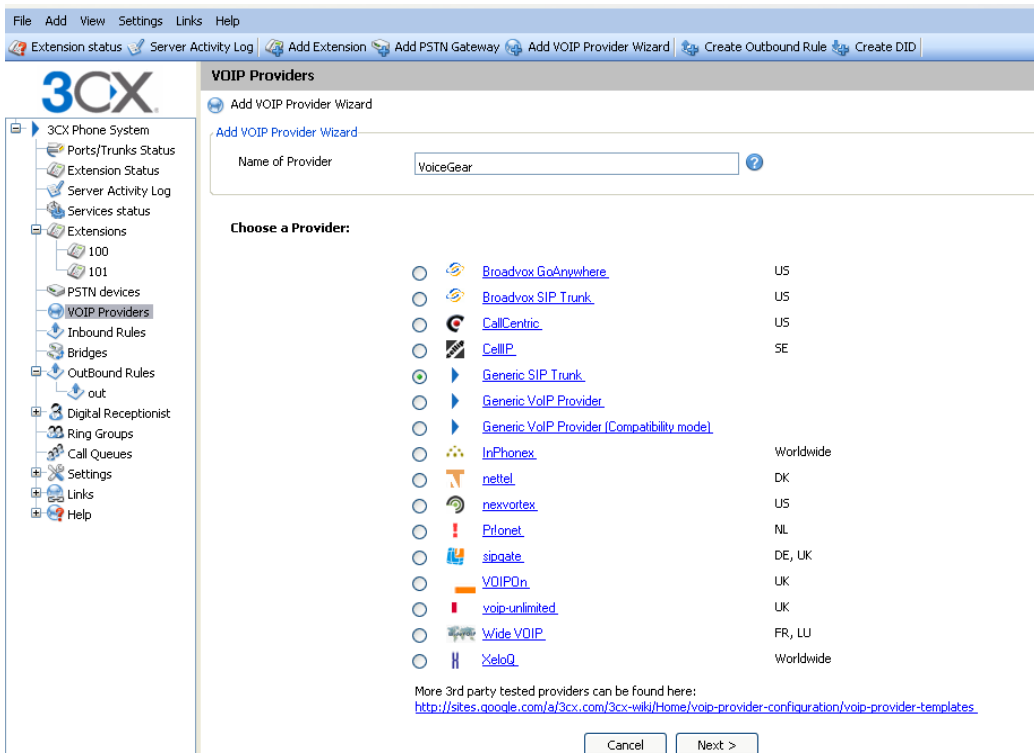 File Add View Settings Links Help
Extension status Server Activity Log Add Extension Add PSTN Gateway Add VOIP Provider Wizard Create Outbound Rule Create DID
3CX
3CX Phone System
Ports/Trunks Status
Extension Status
Server Activity Log
Services status
Extensions
100
101
PSTN devices
VOIP Providers
Inbound Rules
Bridges
OutBound Rules
out
Digital Receptionist
Ring Groups
Call Queues
Settings
Links
Help
VOIP Providers
Add VOIP Provider Wizard
Add VOIP Provider Wizard
Name of Provider VoiceGear
Choose a Provider:
Broadvox GoAnywhere US
Broadvox SIP Trunk US
CallCentric US
CellIP SE
Generic SIP Trunk
Generic VoIP Provider
Generic VoIP Provider (Compatibility mode)
InPhonex Worldwide
nettel DK
nexvortex US
Pr!onet NL
sipgate DE, UK
VOIPOn UK
voip-unlimited UK
Wide VOIP FR, LU
XeloQ Worldwide
More 3rd party tested providers can be found here:
http://sites.google.com/a/3cx.com/3cx-wiki/Home/voip-provider-configuration/voip-provider-templates
Cancel Next >